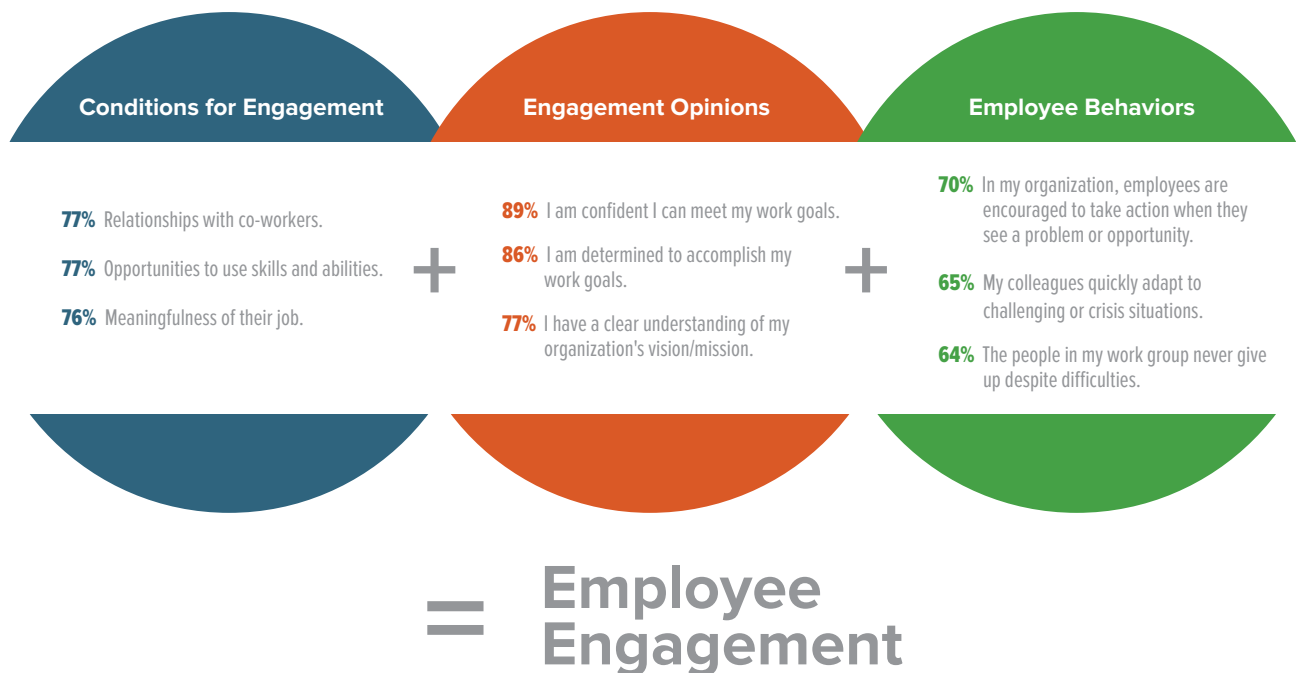 Conditions for Engagement
77% Relationships with co-workers.
77% Opportunities to use skills and abilities.
76% Meaningfulness of their job.
+
Engagement Opinions
89% I am confident I can meet my work goals.
86% I am determined to accomplish my
work goals.
77% I have a clear understanding of my
organization's vision/mission.
+
Employee Behaviors
70% In my organization, employees are
encouraged to take action when they
see a problem or opportunity.
65% My colleagues quickly adapt to
challenging or crisis situations.
64% The people in my work group never give
up despite difficulties.
= Employee
Engagement